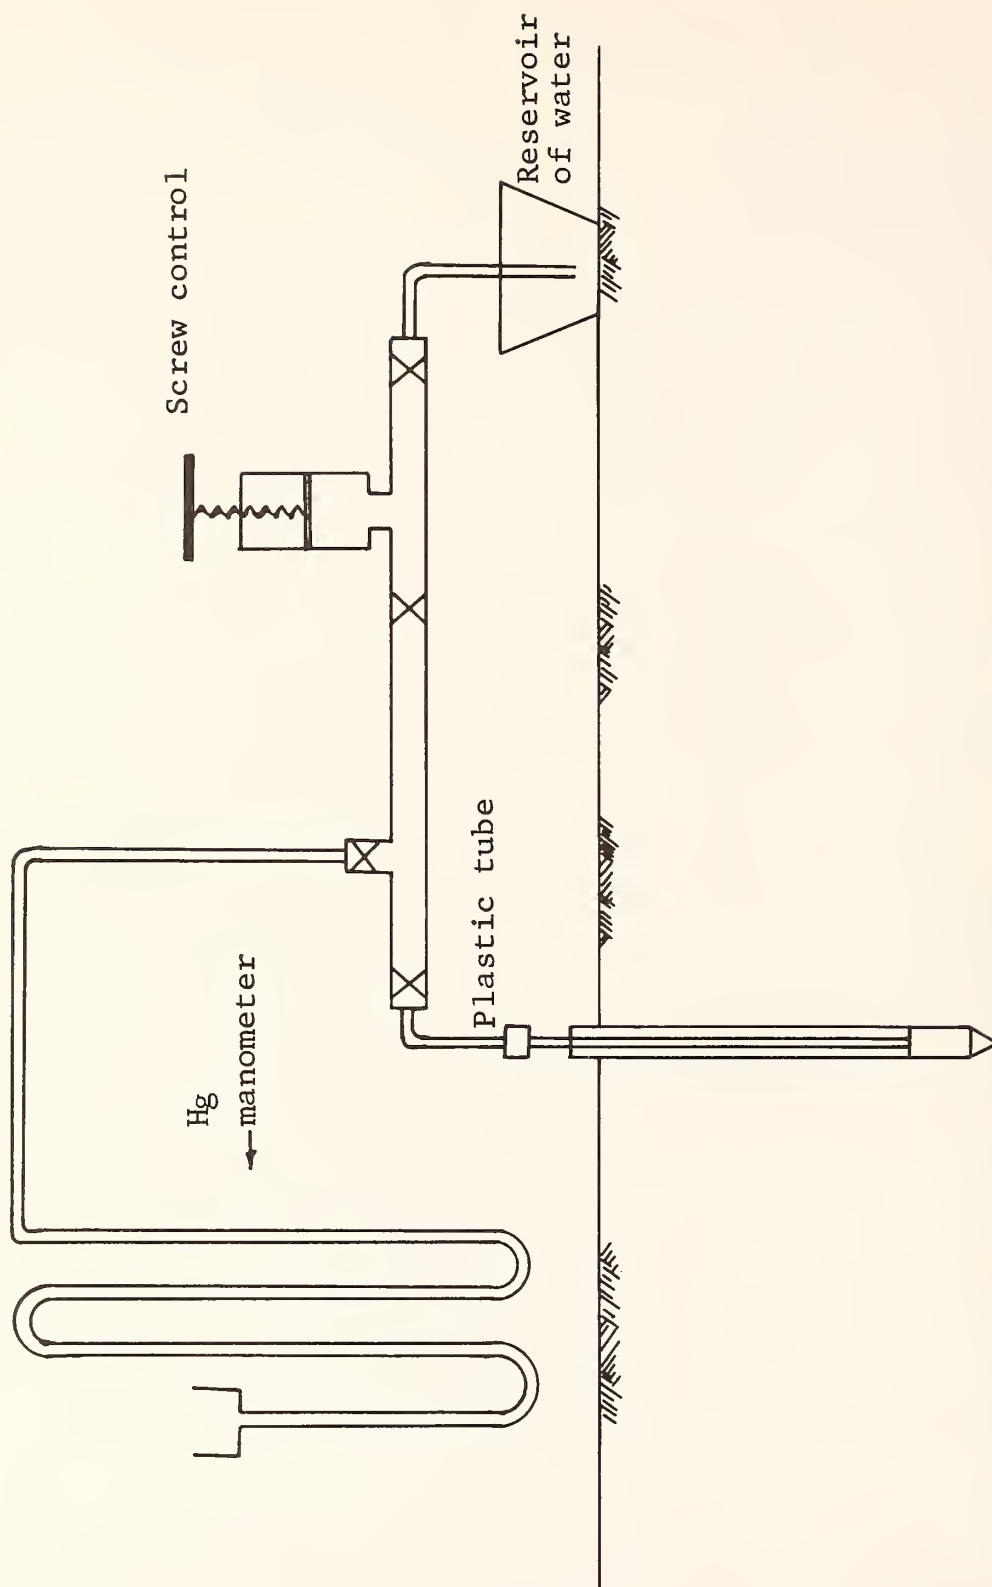 Screw control
Reservoir
of water
Hg
manometer
Plastic tube